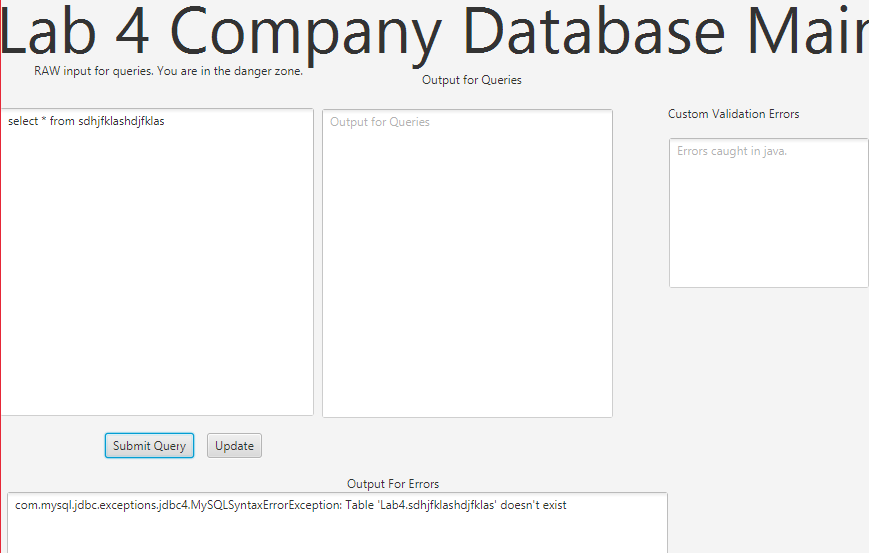 Lab 4 Company Database Main
RAW input for queries. You are in the danger zone.
Output for Queries
select * from sdhjfklashdjfklas
Output for Queries
Custom Validation Errors
Errors caught in java.
Submit Query
Update
Output For Errors
com.mysql.jdbc.exceptions.jdbc4.MySQLSyntaxErrorException: Table 'Lab4.sdhjfklashdjfklas' doesn't exist